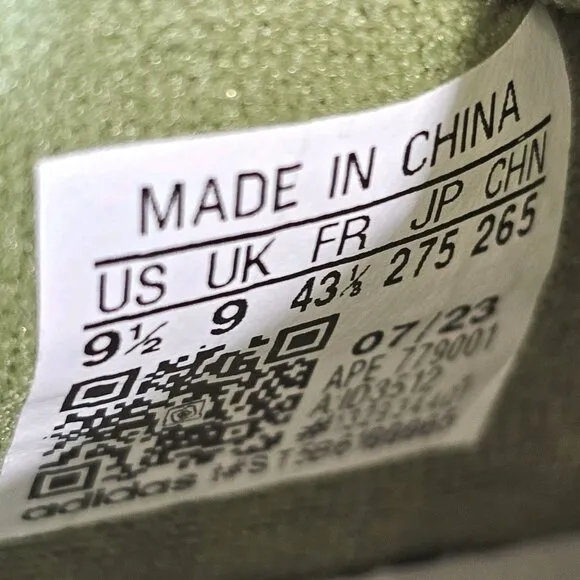 MADE IN CHINA
US UK FR JP CHN
9½ 9 43⅓ 275 265
07/23
APE 779001
adidas